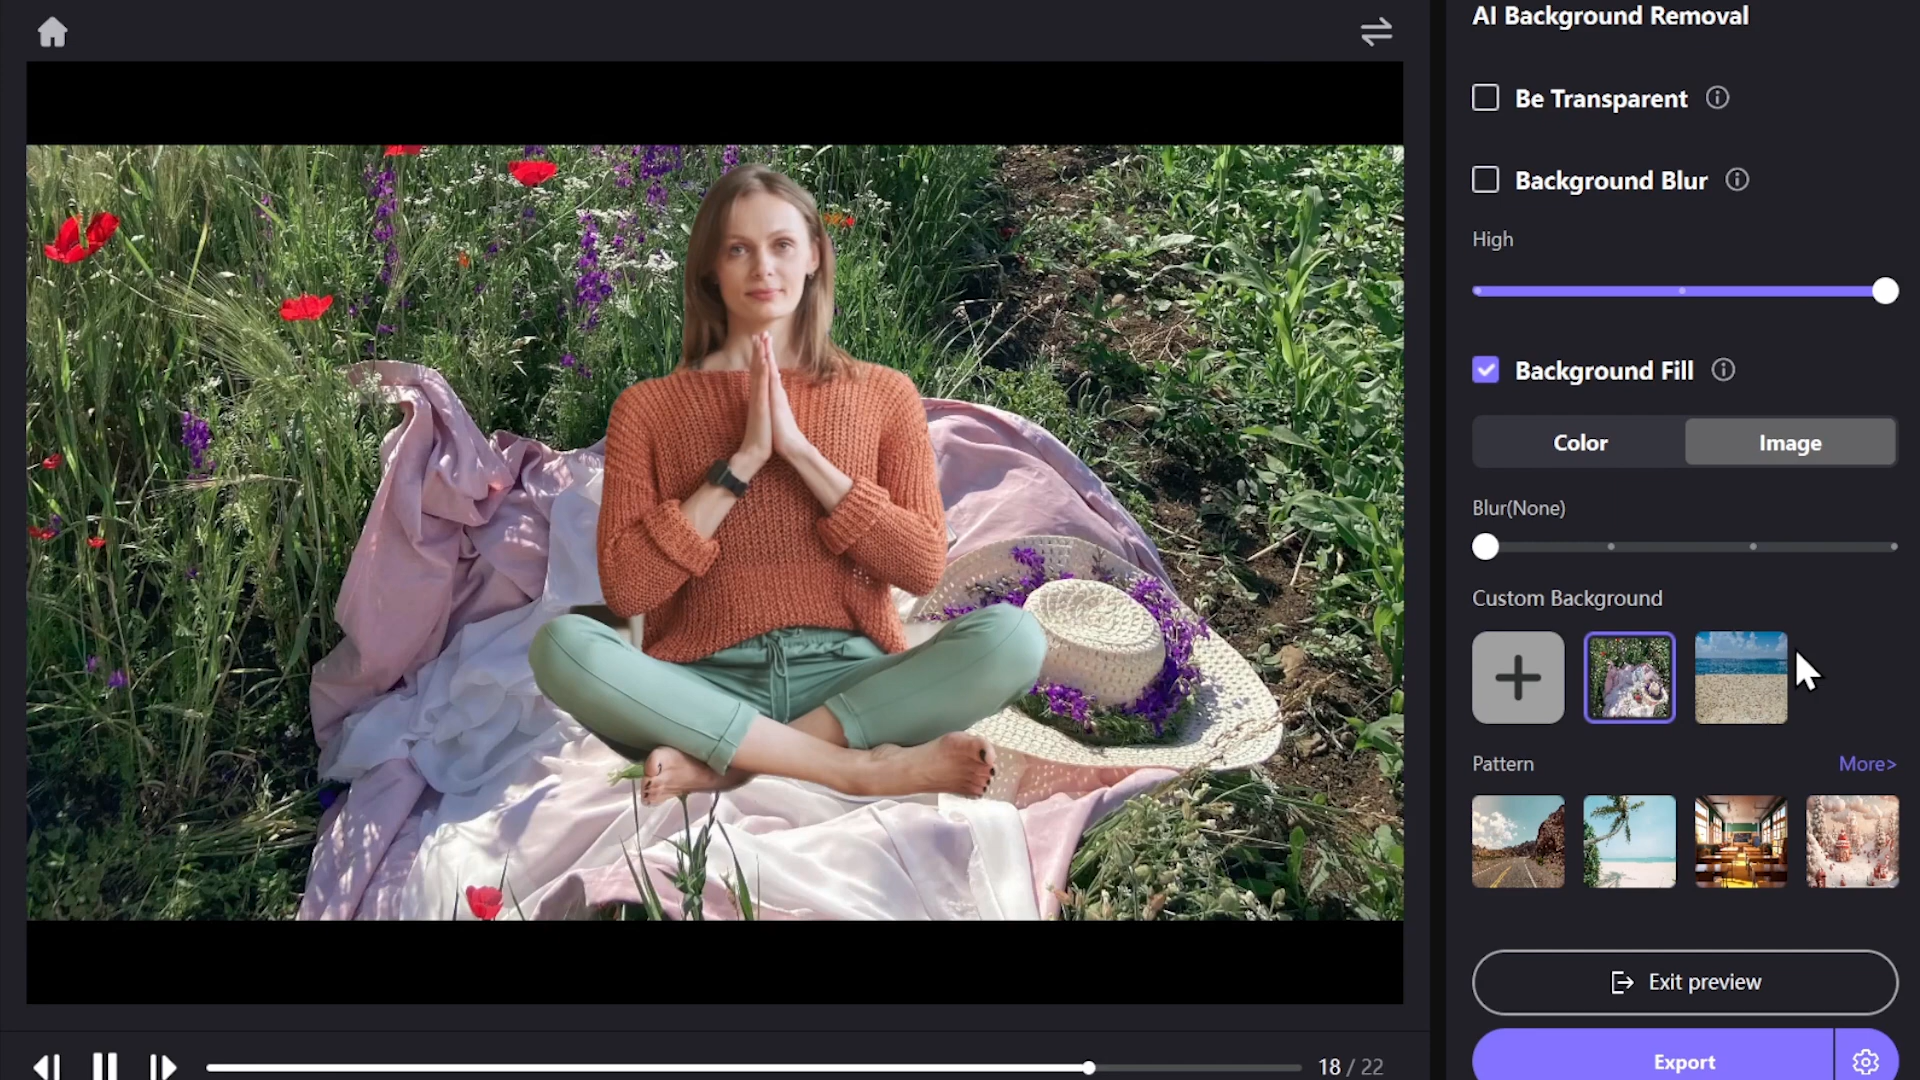 AI Background Removal
Be Transparent
Background Blur
High
Background Fill
Color Image
Blur(None)
Custom Background
Pattern More>
Exit preview
18 / 22
Export